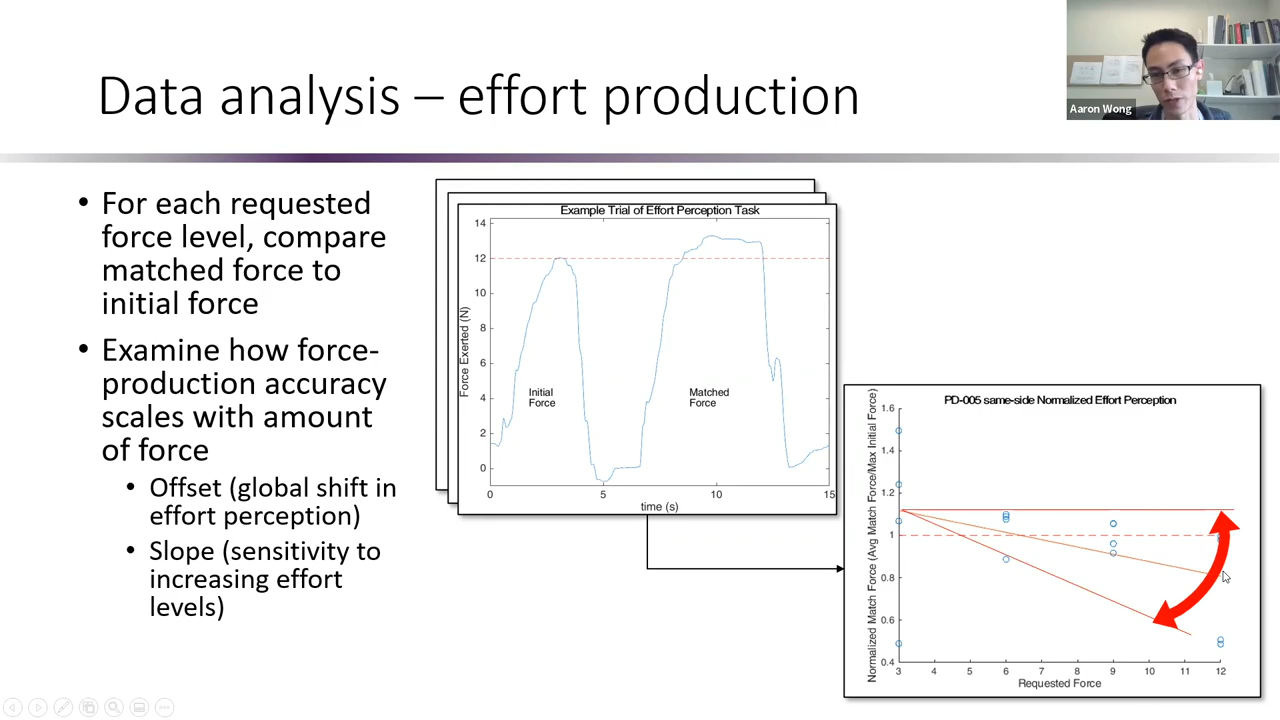 Data analysis – effort production
Aaron Wong
• For each requested
force level, compare
matched force to
initial force
• Examine how force-
production accuracy
scales with amount
of force
• Offset (global shift in
effort perception)
• Slope (sensitivity to
increasing effort
levels)
Example Trial of Effort Perception Task
Force Exerted (N)
14
12
10
8
6
4
2
0
Initial
Force
Matched
Force
0 5 10 15
time (s)
PD-005 same-side Normalized Effort Perception
Normalized Match Force (Avg Match Force/Max Initial Force)
1.6
1.4
1.2
1
0.8
0.6
0.4
3 4 5 6 7 8 9 10 11 12
Requested Force